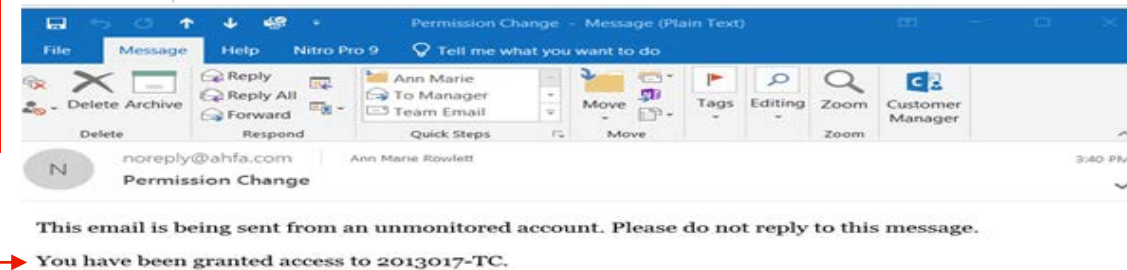 Permission Change - Message (Plain Text)
File Message Help Nitro Pro 9 Tell me what you want to do
Delete Archive
Reply
Reply All
Forward
Ann Marie
To Manager
Team Email
Move
Tags
Editing
Zoom
Customer Manager
Delete Respond Quick Steps Move Zoom
N
noreply@ahfa.com Ann Marie Rowlett 3:40 PM
Permission Change
This email is being sent from an unmonitored account. Please do not reply to this message.
You have been granted access to 2013017-TC.